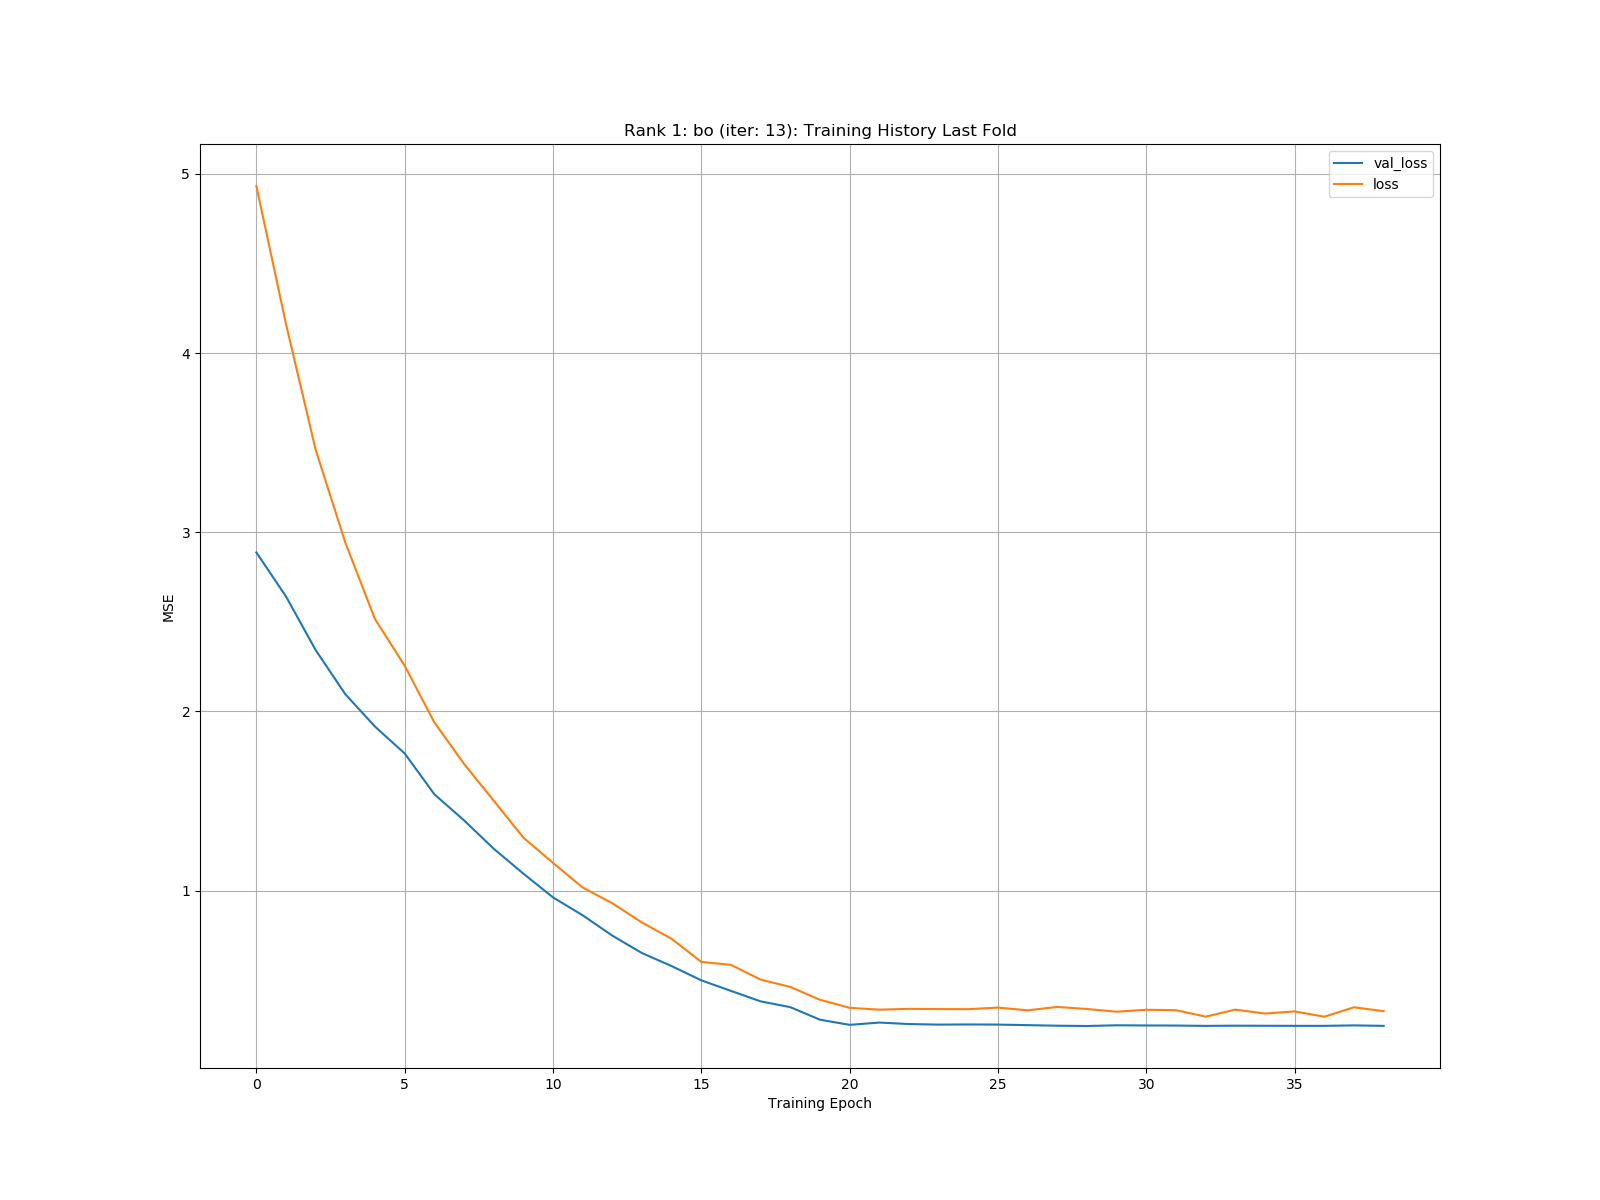 Rank 1: bo (iter: 13): Training History Last Fold
val_loss
loss
5
4
3
2
1
MSE
0 5 10 15 20 25 30 35
Training Epoch